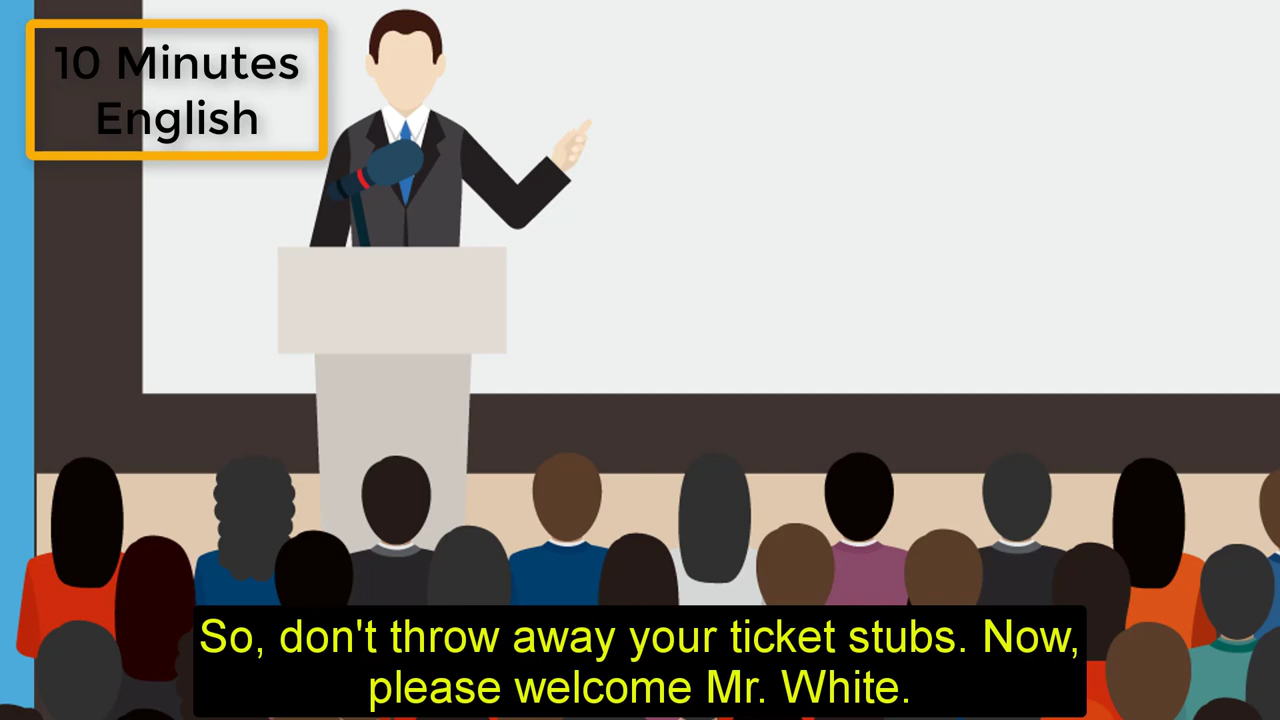 10 Minutes
English
So, don't throw away your ticket stubs. Now,
please welcome Mr. White.